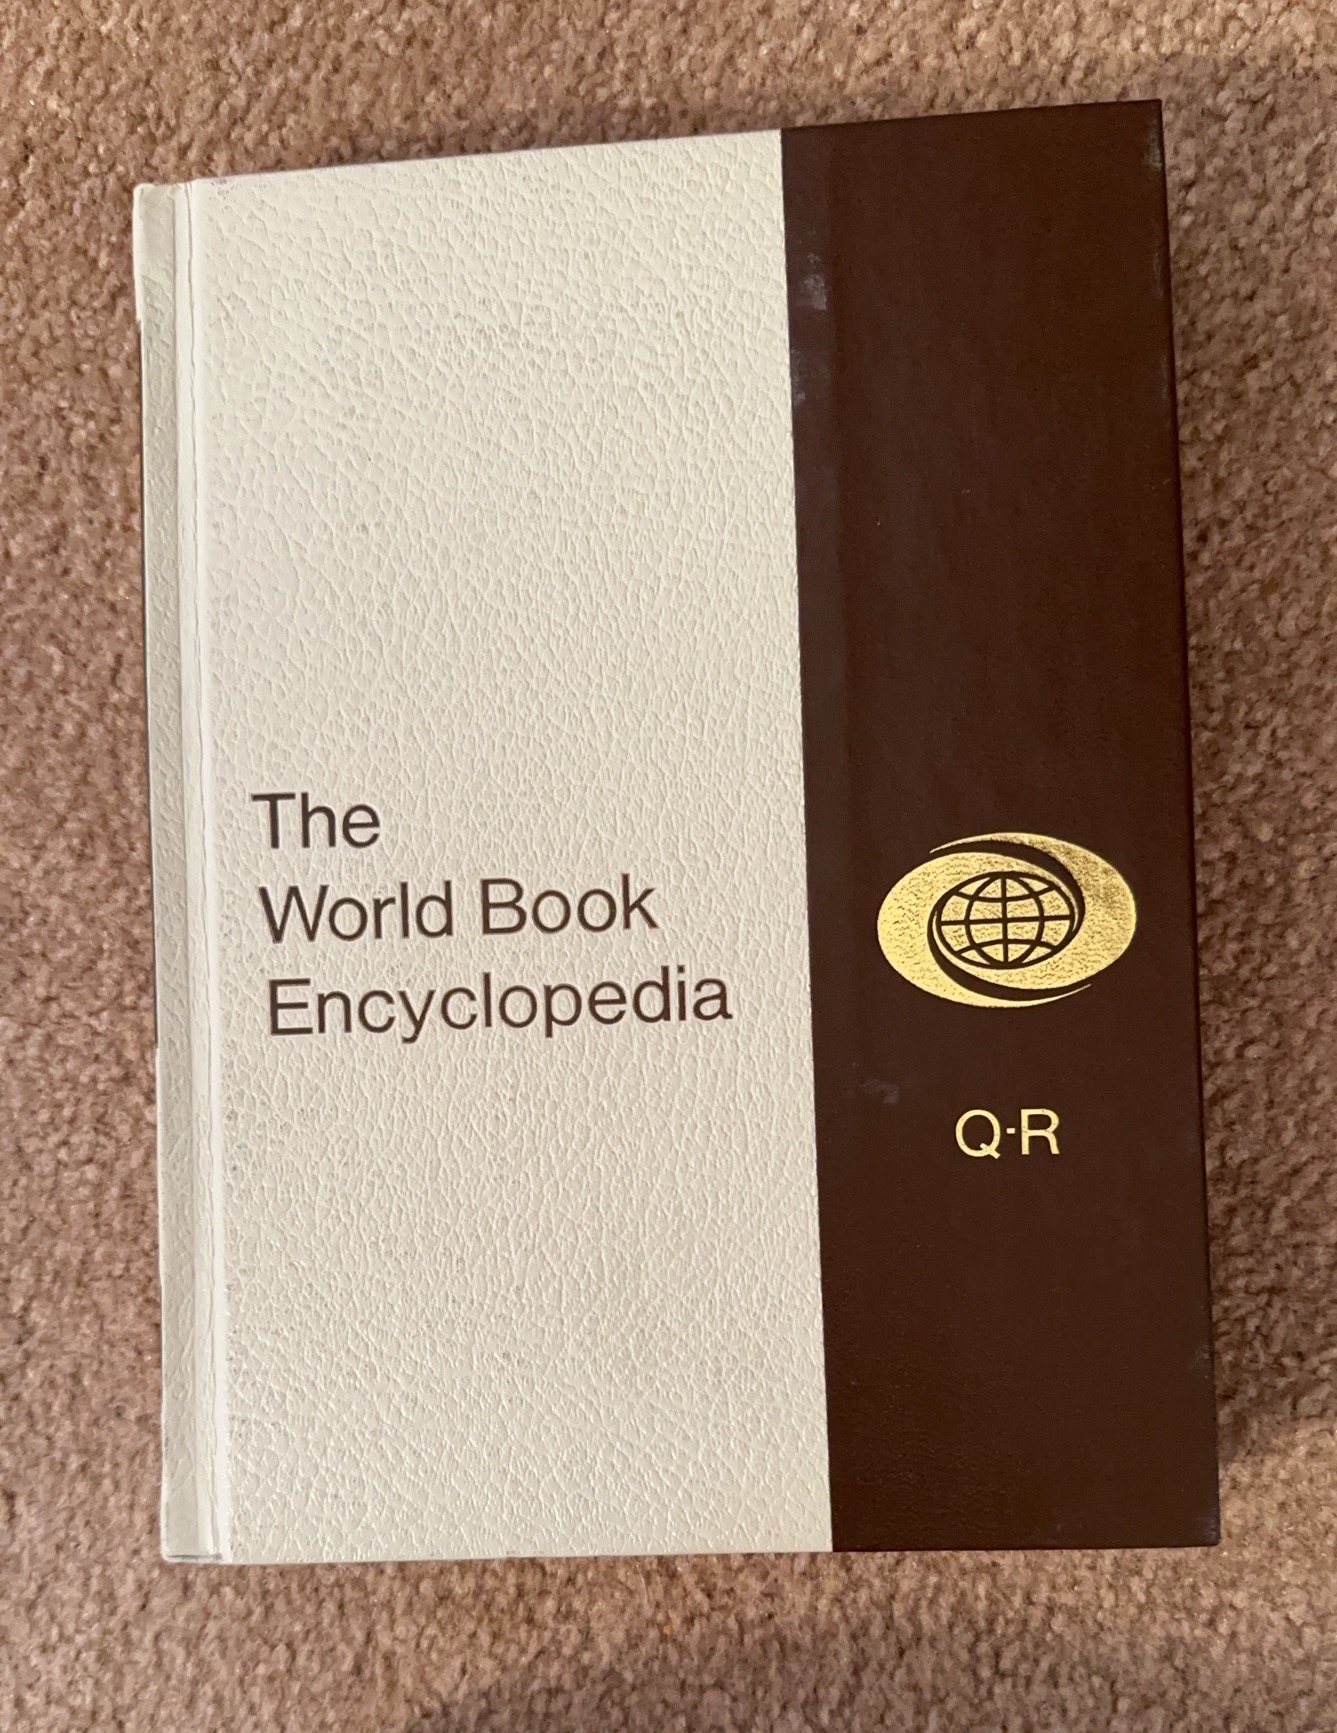 The
World Book
Encyclopedia
Q-R